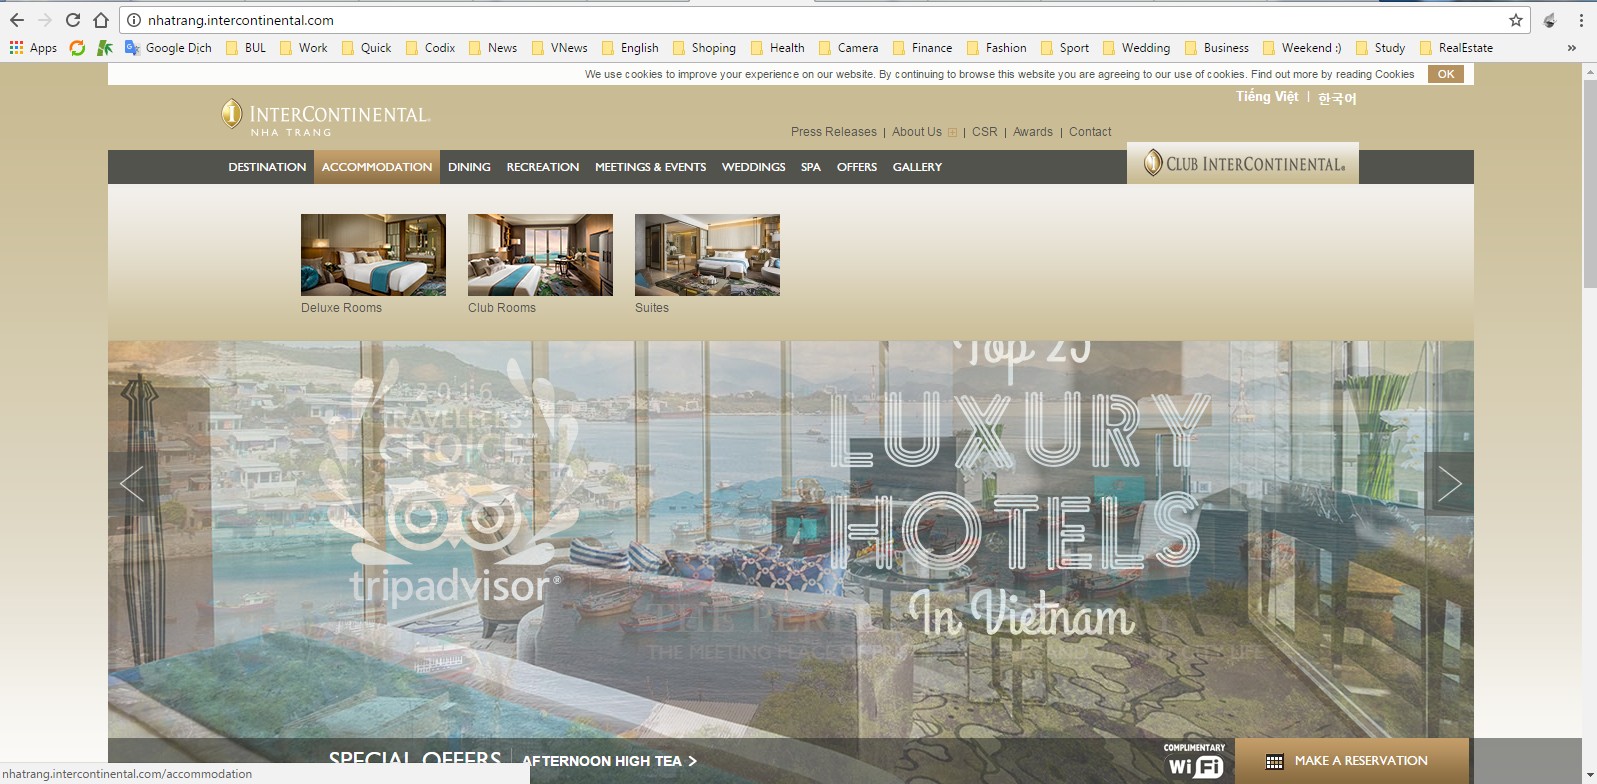 nhatrang.intercontinental.com
Apps Google Dịch BUL Work Quick Codix News VNews English Shoping Health Camera Finance Fashion Sport Wedding Business Weekend :) Study RealEstate »
We use cookies to improve your experience on our website. By continuing to browse this website you are agreeing to our use of cookies. Find out more by reading Cookies OK
Tiếng Việt | 한국어
INTERCONTINENTAL
NHA TRANG
Press Releases | About Us | CSR | Awards | Contact
DESTINATION ACCOMMODATION DINING RECREATION MEETINGS & EVENTS WEDDINGS SPA OFFERS GALLERY
CLUB INTERCONTINENTAL
Deluxe Rooms Club Rooms Suites
Top 25
2016
TRAVELLERS'
CHOICE
LUXURY
HOTELS
tripadvisor®
In Vietnam
THE
THE MEETING PLACE OF
SPECIAL OFFERS AFTERNOON HIGH TEA >
COMPLIMENTARY
WiFi
MAKE A RESERVATION
nhatrang.intercontinental.com/accommodation